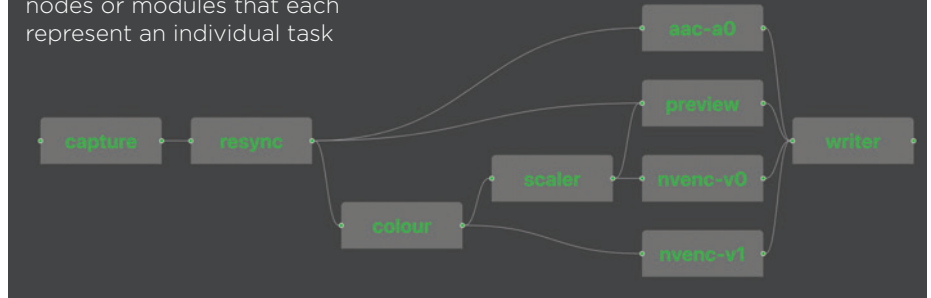 nodes or modules that each
represent an individual task
aac-a0
preview
capture
resync
writer
scaler
nvenc-v0
colour
nvenc-v1